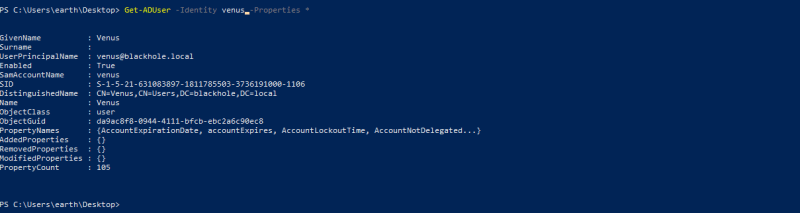 PS C:\Users\earth\Desktop> Get-ADUser -Identity venus -Properties *
GivenName : Venus
Surname :
UserPrincipalName : venus@blackhole.local
Enabled : True
SamAccountName : venus
SID : S-1-5-21-631083897-1811785503-3736191000-1106
DistinguishedName : CN=Venus,CN=Users,DC=blackhole,DC=local
Name : Venus
ObjectClass : user
ObjectGuid : da9ac8f8-0944-4111-bfcb-ebc2a6c90ec8
PropertyNames : {AccountExpirationDate, accountExpires, AccountLockoutTime, AccountNotDelegated...}
AddedProperties : {}
RemovedProperties : {}
ModifiedProperties : {}
PropertyCount : 105
PS C:\Users\earth\Desktop>